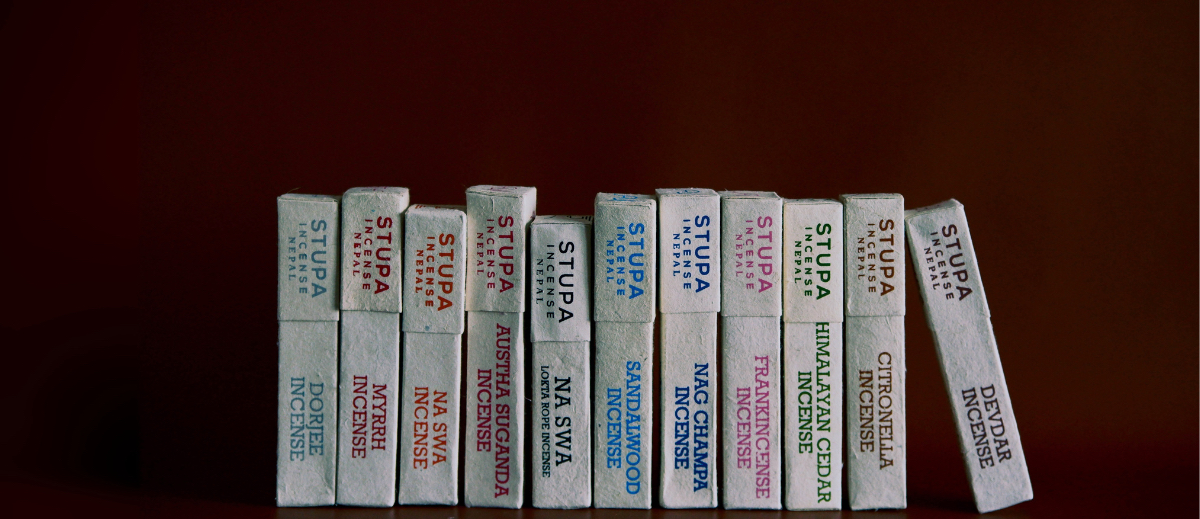 STUPA
INCENSE
NEPAL
DORJEE
INCENSE
STUPA
INCENSE
NEPAL
MYRRH
INCENSE
STUPA
INCENSE
NEPAL
NA SWA
INCENSE
STUPA
INCENSE
NEPAL
AUSTHA SUGANDA
INCENSE
STUPA
INCENSE
NEPAL
NA SWA
LOKTA ROPE INCENSE
STUPA
INCENSE
NEPAL
SANDALWOOD
INCENSE
STUPA
INCENSE
NEPAL
NAG CHAMPA
INCENSE
STUPA
INCENSE
NEPAL
FRANKINCENSE
INCENSE
STUPA
INCENSE
NEPAL
HIMALAYAN CEDAR
INCENSE
STUPA
INCENSE
NEPAL
CITRONELLA
INCENSE
STUPA
INCENSE
NEPAL
DEVDAR
INCENSE